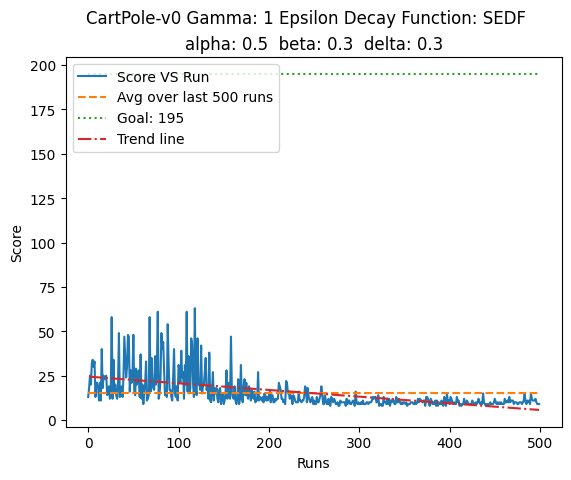 CartPole-v0 Gamma: 1 Epsilon Decay Function: SEDF
alpha: 0.5 beta: 0.3 delta: 0.3
Score VS Run
Avg over last 500 runs
Goal: 195
Trend line
200
175
150
125
100
75
50
25
0
Score
0 100 200 300 400 500
Runs